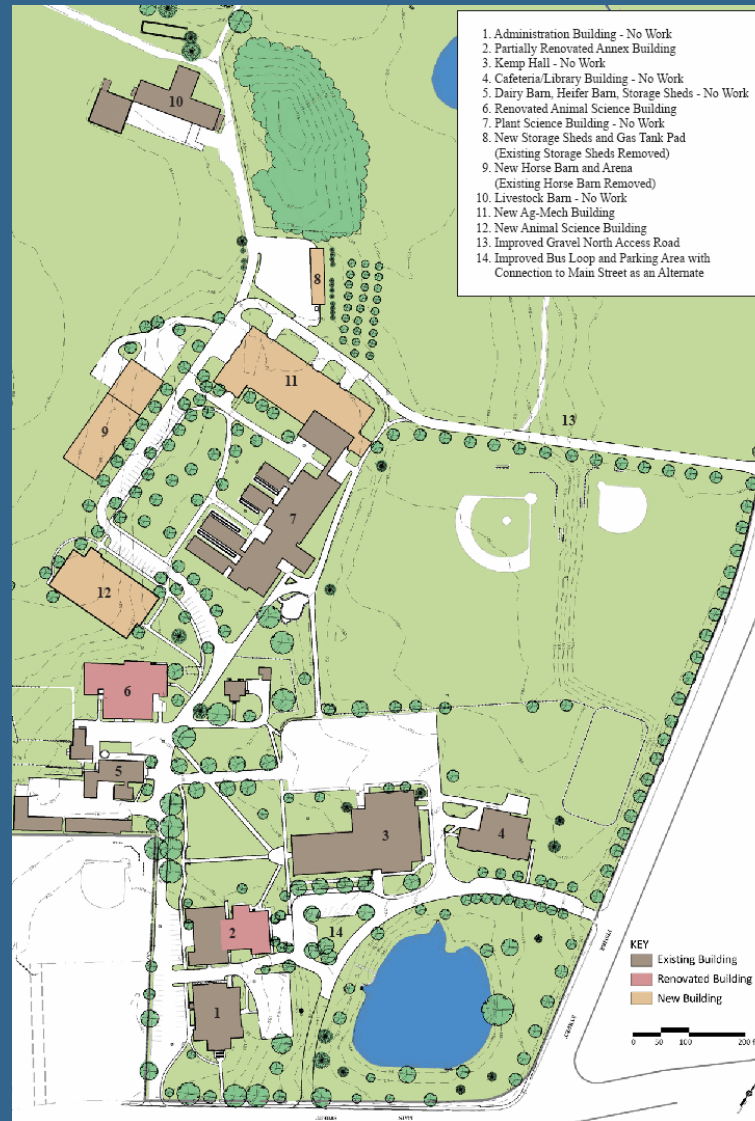 1. Administration Building - No Work
2. Partially Renovated Annex Building
3. Kemp Hall - No Work
4. Cafeteria/Library Building - No Work
5. Dairy Barn, Heifer Barn, Storage Sheds - No Work
6. Renovated Animal Science Building
7. Plant Science Building - No Work
8. New Storage Sheds and Gas Tank Pad
(Existing Storage Sheds Removed)
9. New Horse Barn and Arena
(Existing Horse Barn Removed)
10. Livestock Barn - No Work
11. New Ag-Mech Building
12. New Animal Science Building
13. Improved Gravel North Access Road
14. Improved Bus Loop and Parking Area with
Connection to Main Street as an Alternate
10
8
11
13
9
7
12
6
5
3
4
2
14
1
KEY
Existing Building
Renovated Building
New Building
0 50 100 200 f